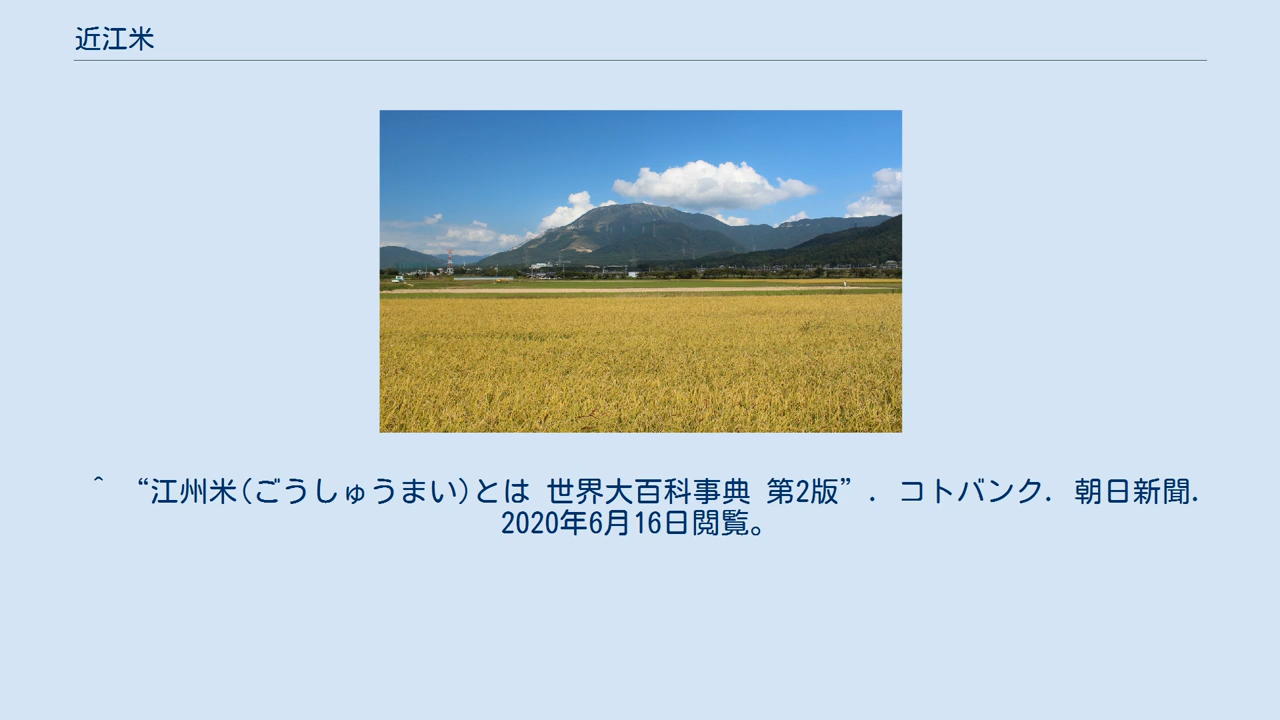 近江米
^ “江州米(ごうしゅうまい)とは 世界大百科事典 第2版”. コトバンク. 朝日新聞.
2020年6月16日閲覧。